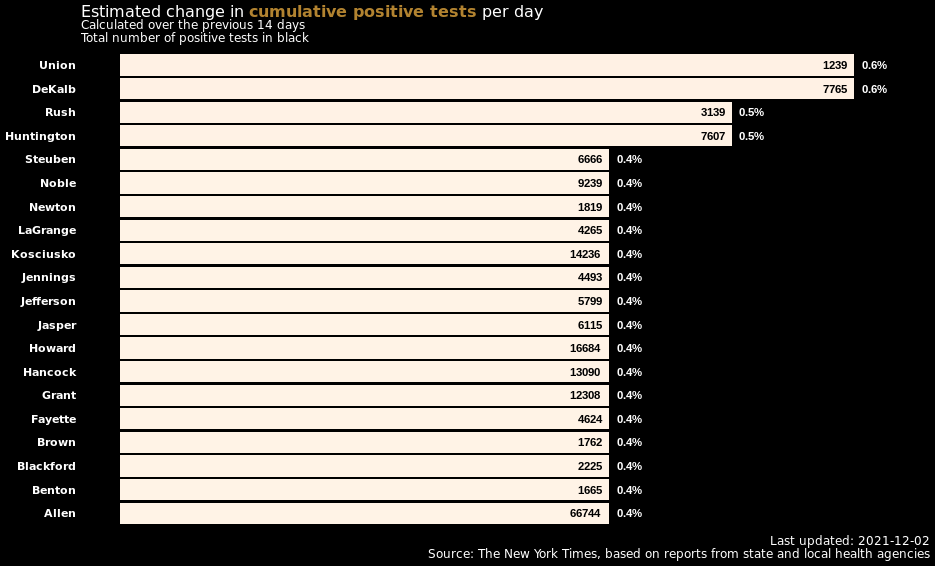 Estimated change in cumulative positive tests per day
Calculated over the previous 14 days
Total number of positive tests in black
Union 1239 0.6%
DeKalb 7765 0.6%
Rush 3139 0.5%
Huntington 7607 0.5%
Steuben 6666 0.4%
Noble 9239 0.4%
Newton 1819 0.4%
LaGrange 4265 0.4%
Kosciusko 14236 0.4%
Jennings 4493 0.4%
Jefferson 5799 0.4%
Jasper 6115 0.4%
Howard 16684 0.4%
Hancock 13090 0.4%
Grant 12308 0.4%
Fayette 4624 0.4%
Brown 1762 0.4%
Blackford 2225 0.4%
Benton 1665 0.4%
Allen 66744 0.4%
Last updated: 2021-12-02
Source: The New York Times, based on reports from state and local health agencies